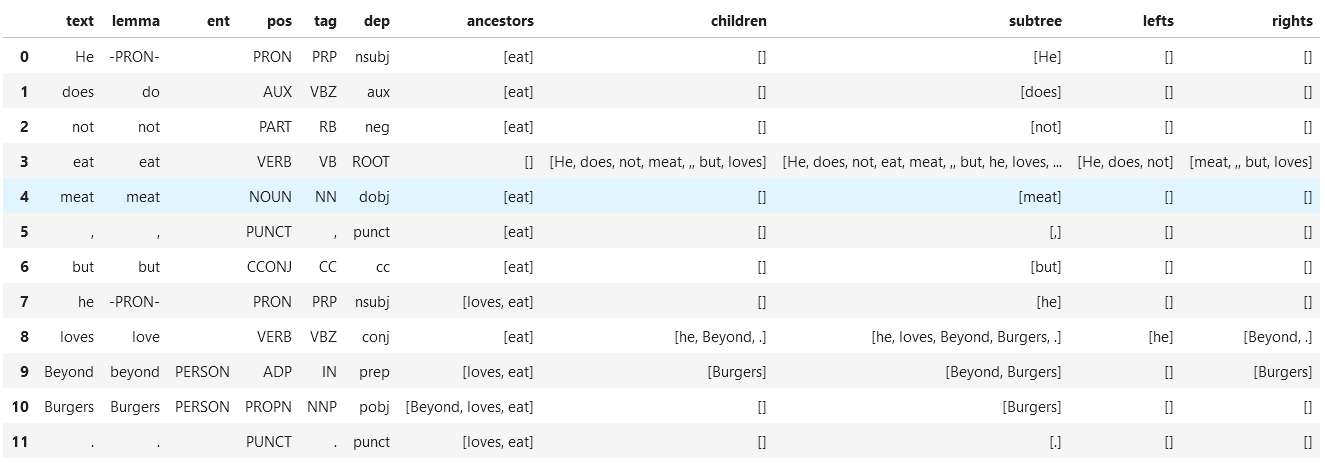 text lemma ent pos tag dep ancestors children subtree lefts rights
0 He -PRON- PRON PRP nsubj [eat] [] [He] [] []
1 does do AUX VBZ aux [eat] [] [does] [] []
2 not not PART RB neg [eat] [] [not] [] []
3 eat eat VERB VB ROOT [] [He, does, not, meat, ,, but, loves] [He, does, not, eat, meat, ,, but, he, loves, ... [He, does, not] [meat, ,, but, loves]
4 meat meat NOUN NN dobj [eat] [] [meat] [] []
5 , , PUNCT , punct [eat] [] [,] [] []
6 but but CCONJ CC cc [eat] [] [but] [] []
7 he -PRON- PRON PRP nsubj [loves, eat] [] [he] [] []
8 loves love VERB VBZ conj [eat] [he, Beyond, .] [he, loves, Beyond, Burgers, .] [he] [Beyond, .]
9 Beyond beyond PERSON ADP IN prep [loves, eat] [Burgers] [Beyond, Burgers] [] [Burgers]
10 Burgers Burgers PERSON PROPN NNP pobj [Beyond, loves, eat] [] [Burgers] [] []
11 . . PUNCT . punct [loves, eat] [] [.] [] []